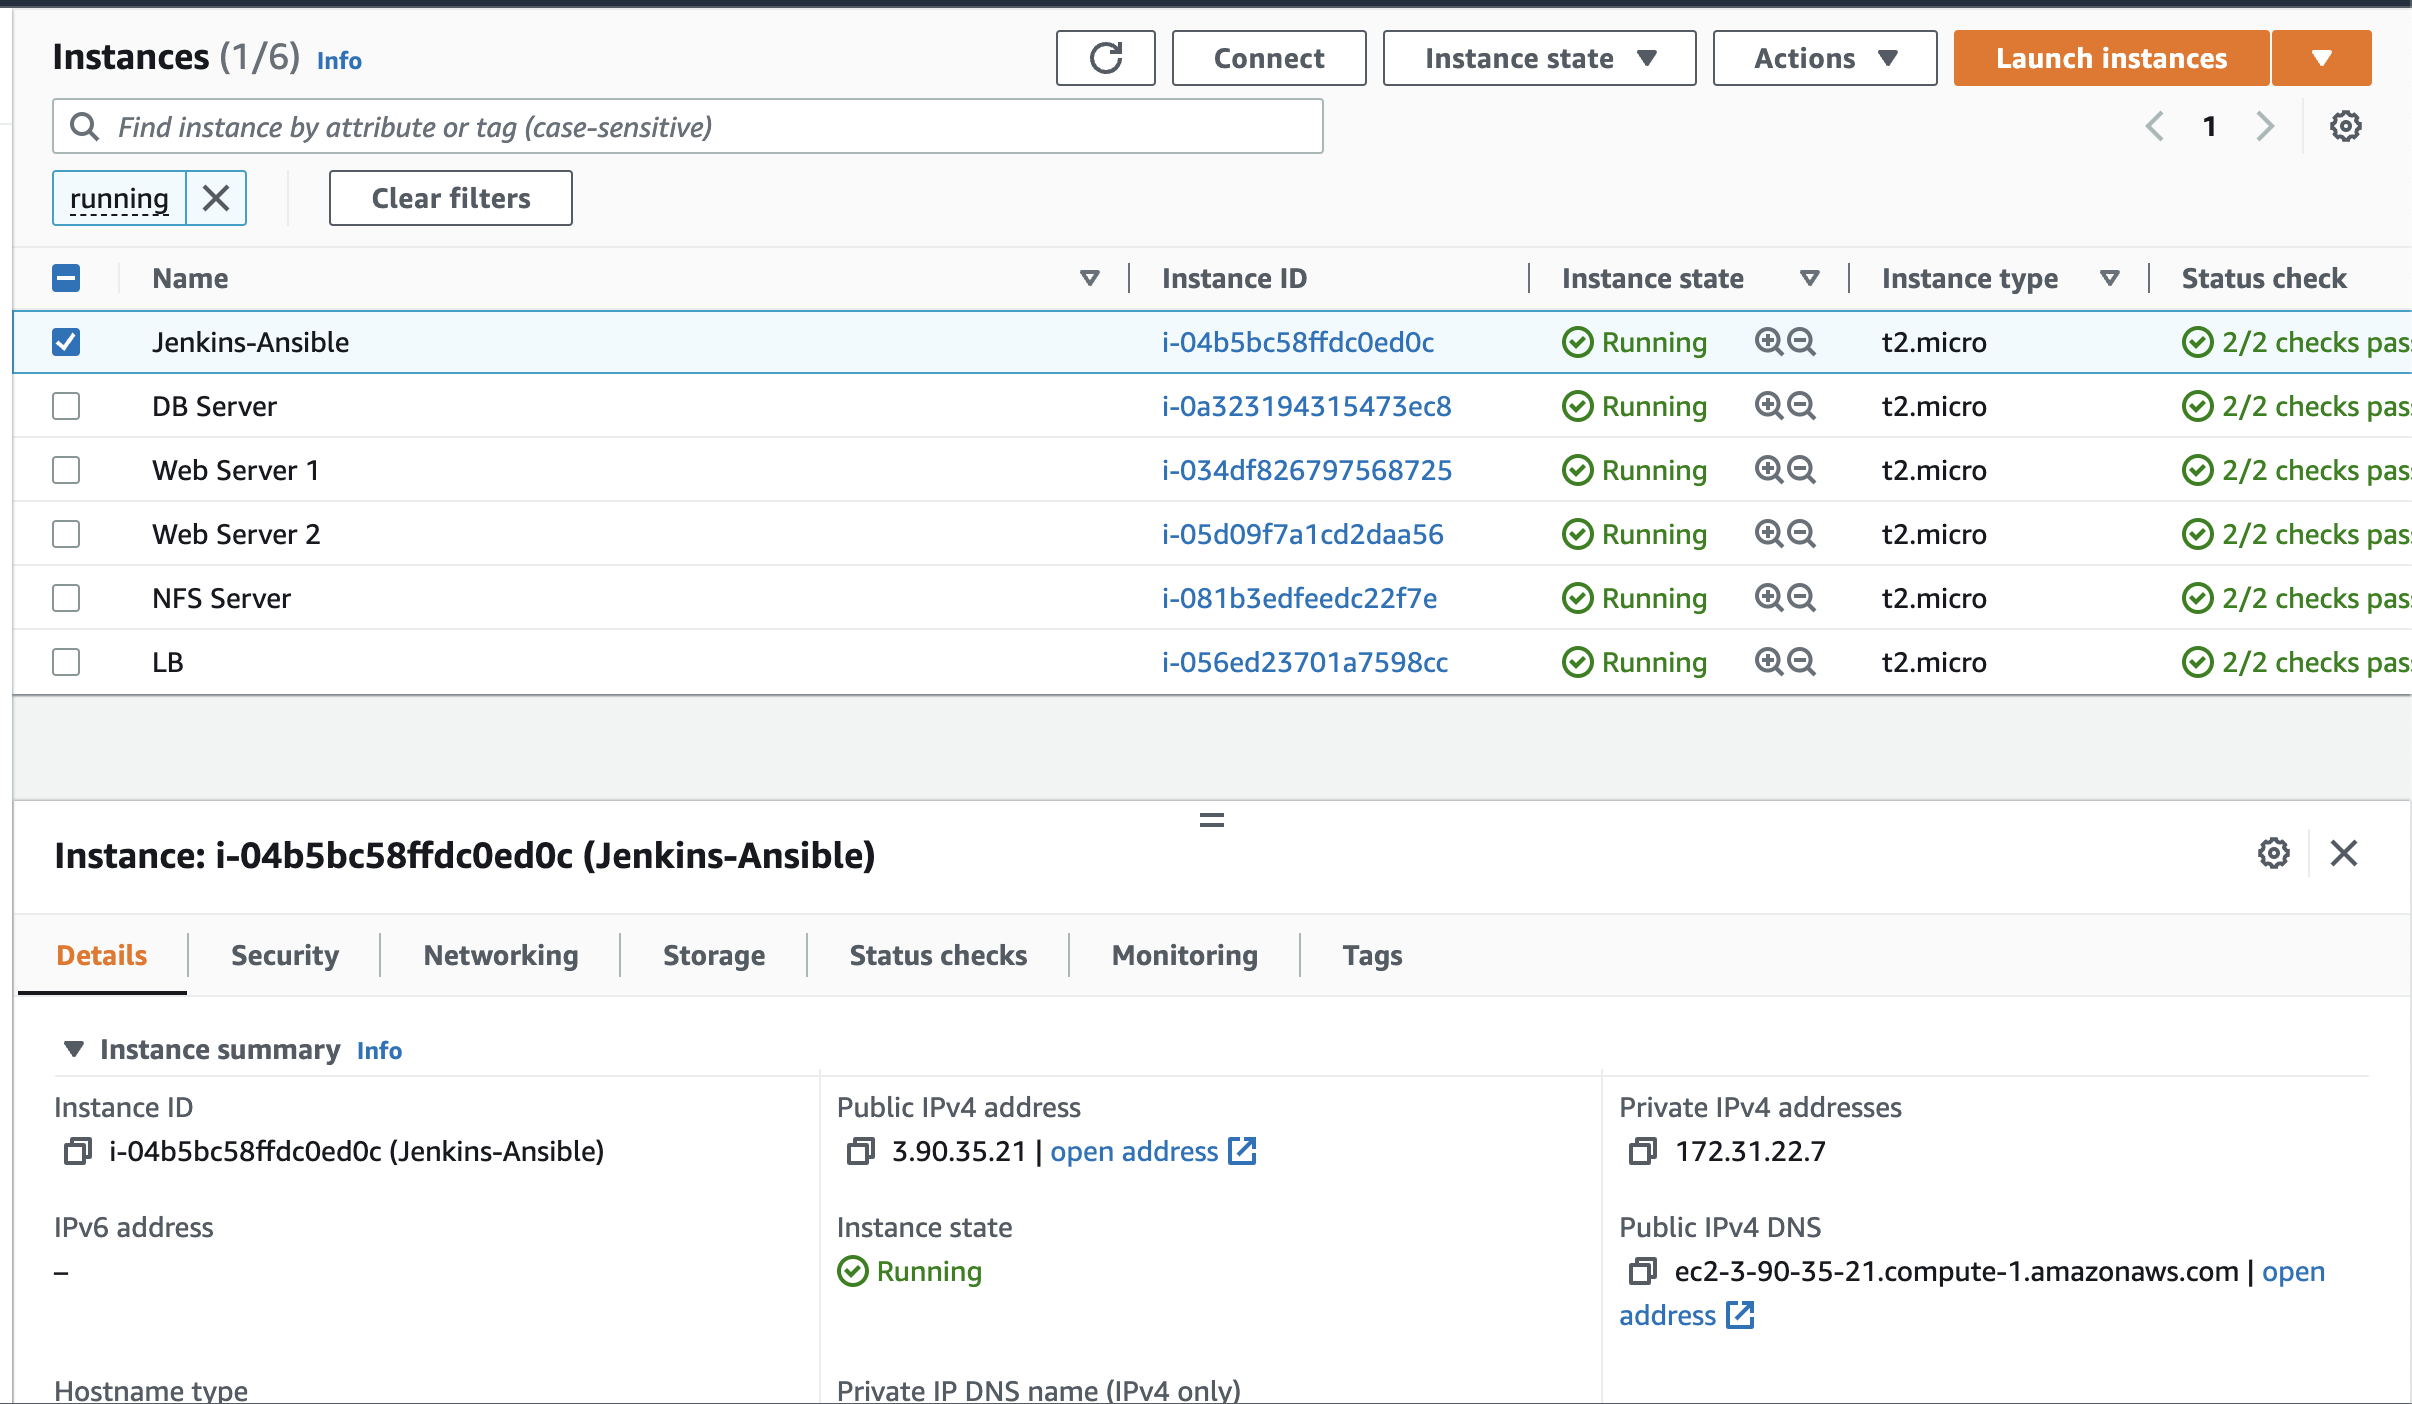 Instances (1/6) Info
Connect
Instance state
Actions
Launch instances
Find instance by attribute or tag (case-sensitive)
1
running
Clear filters
Name Instance ID Instance state Instance type Status check
Jenkins-Ansible i-04b5bc58ffdc0ed0c Running t2.micro 2/2 checks pas
DB Server i-0a323194315473ec8 Running t2.micro 2/2 checks pas
Web Server 1 i-034df826797568725 Running t2.micro 2/2 checks pas
Web Server 2 i-05d09f7a1cd2daa56 Running t2.micro 2/2 checks pas
NFS Server i-081b3edfeedc22f7e Running t2.micro 2/2 checks pas
LB i-056ed23701a7598cc Running t2.micro 2/2 checks pas
Instance: i-04b5bc58ffdc0ed0c (Jenkins-Ansible)
Details Security Networking Storage Status checks Monitoring Tags
Instance summary Info
Instance ID
i-04b5bc58ffdc0ed0c (Jenkins-Ansible)
Public IPv4 address
3.90.35.21 | open address
Private IPv4 addresses
172.31.22.7
IPv6 address
–
Instance state
Running
Public IPv4 DNS
ec2-3-90-35-21.compute-1.amazonaws.com | open
address
Hostname type
Private IP DNS name (IPv4 only)